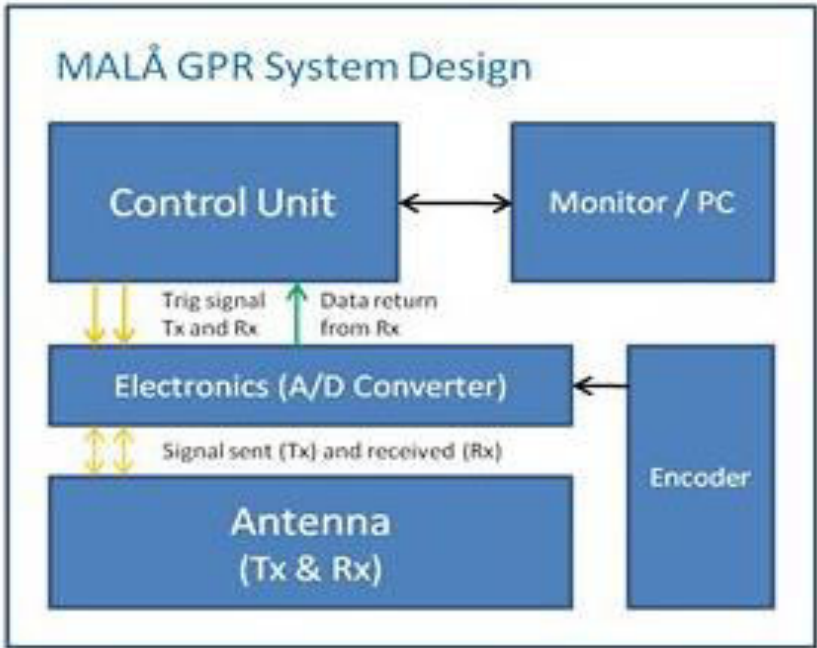 MALÅ GPR System Design
Control Unit
Monitor / PC
Trig signal
Tx and Rx
Data return
from Rx
Electronics (A/D Converter)
Signal sent (Tx) and received (Rx)
Encoder
Antenna
(Tx & Rx)